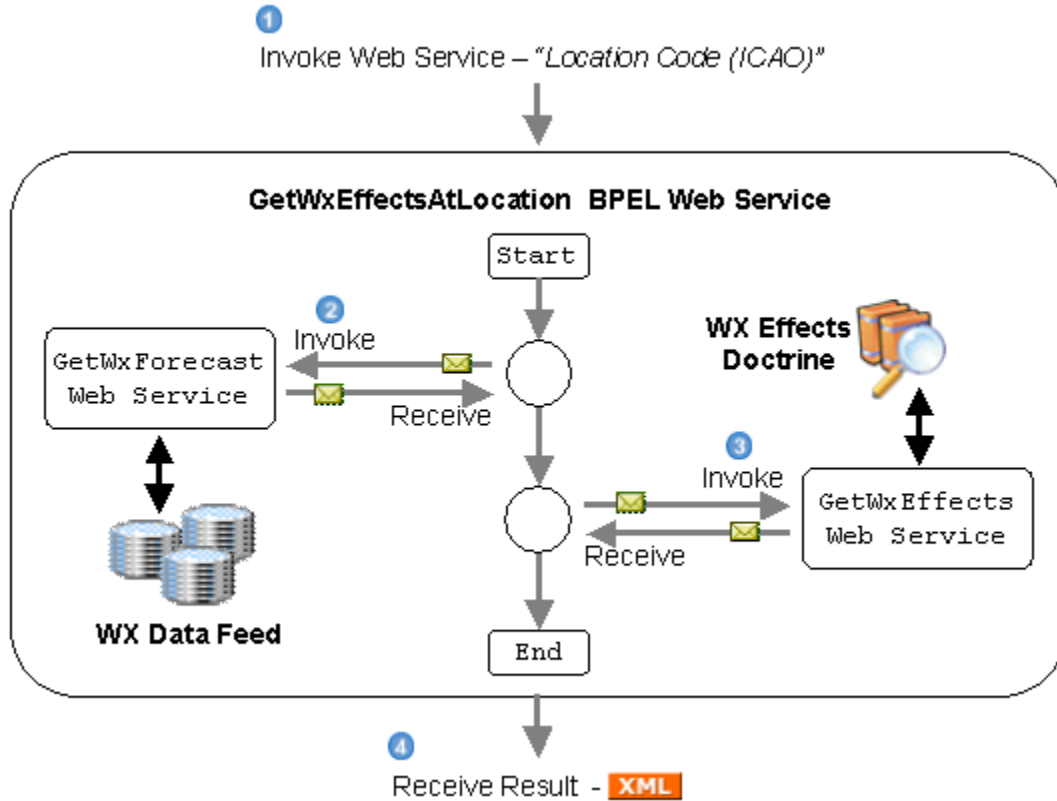 1
Invoke Web Service – “Location Code (ICAO)”
GetWxEffectsAtLocation BPEL Web Service
Start
2
Invoke
GetWxForecast
Web Service
Receive
WX Effects
Doctrine
3
Invoke
GetWxEffects
Web Service
Receive
WX Data Feed
End
4
Receive Result - XML